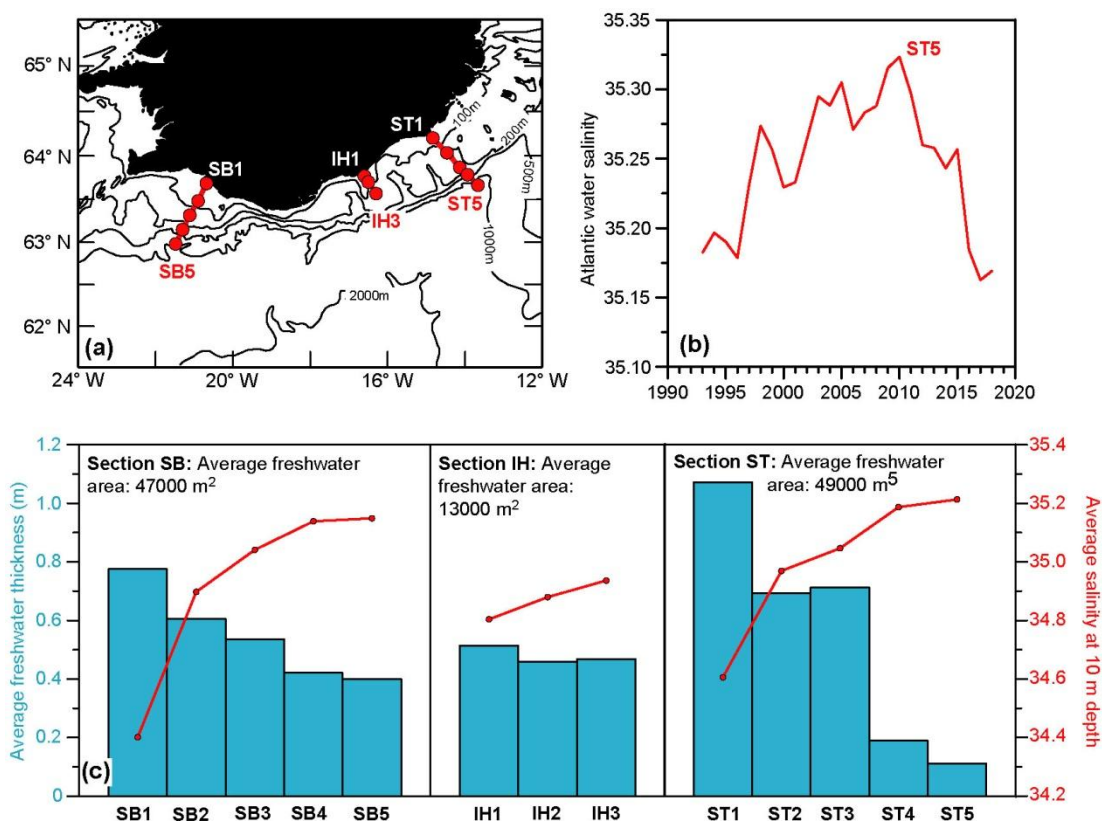 65° N
64° N
63° N
62° N
24° W
20° W
16° W
12° W
(a)
SB1
SB5
IH1
IH3
ST1
ST5
100m
200m
500m
1000m
2000m
35.35
35.30
35.25
35.20
35.15
35.10
Atlantic water salinity
ST5
(b)
1990
1995
2000
2005
2010
2015
2020
1.2
1.0
0.8
0.6
0.4
0.2
0
Average freshwater thickness (m)
Section SB: Average freshwater
area: 47000 m²
Section IH: Average
freshwater area:
13000 m²
Section ST: Average freshwater
area: 49000 m⁵
(c)
SB1
SB2
SB3
SB4
SB5
IH1
IH2
IH3
ST1
ST2
ST3
ST4
ST5
35.4
35.2
35.0
34.8
34.6
34.4
34.2
Average salinity at 10 m depth